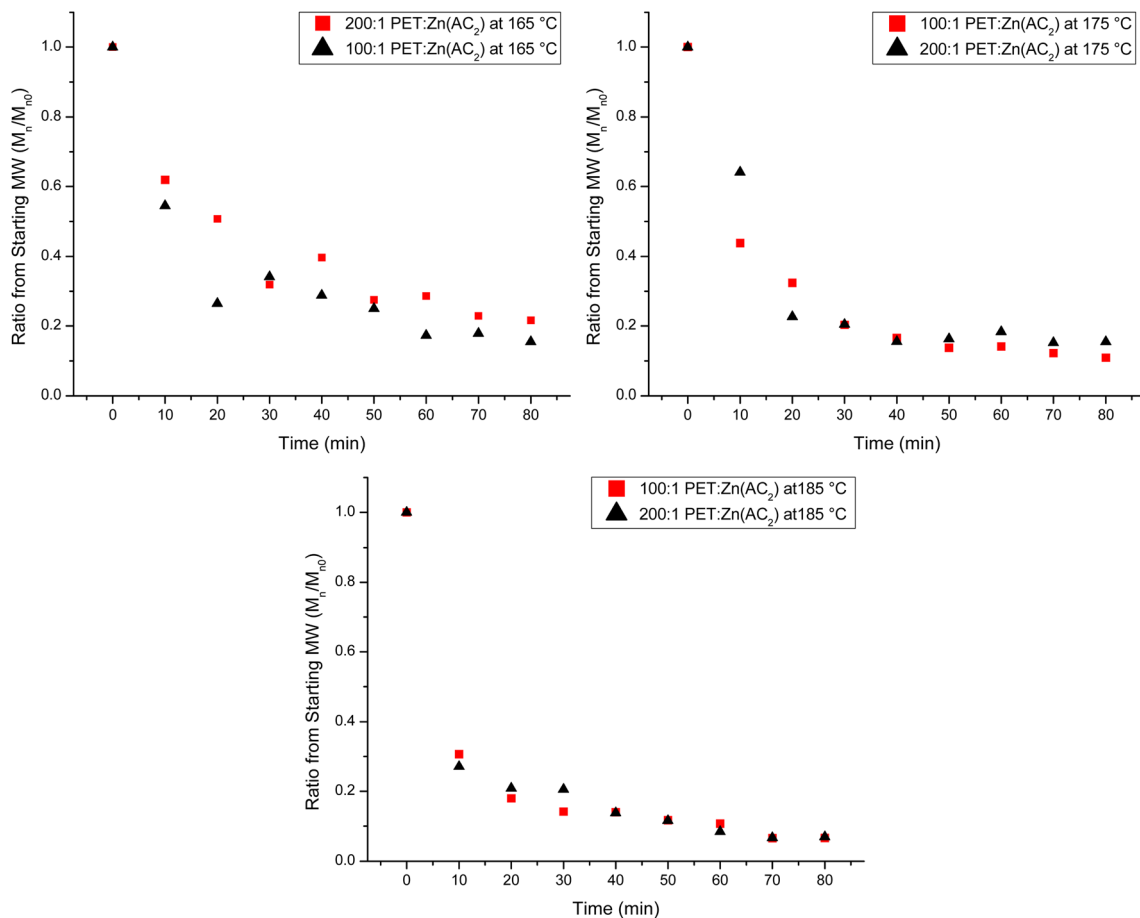 200:1 PET:Zn(AC₂) at 165 °C
100:1 PET:Zn(AC₂) at 165 °C
Ratio from Starting MW (Mₙ/Mₙ₀)
1.0
0.8
0.6
0.4
0.2
0.0
0 10 20 30 40 50 60 70 80
Time (min)
100:1 PET:Zn(AC₂) at 175 °C
200:1 PET:Zn(AC₂) at 175 °C
Ratio from Starting MW (Mₙ/Mₙ₀)
1.0
0.8
0.6
0.4
0.2
0.0
0 10 20 30 40 50 60 70 80
Time (min)
100:1 PET:Zn(AC₂) at185 °C
200:1 PET:Zn(AC₂) at185 °C
Ratio from Starting MW (Mₙ/Mₙ₀)
1.0
0.8
0.6
0.4
0.2
0.0
0 10 20 30 40 50 60 70 80
Time (min)